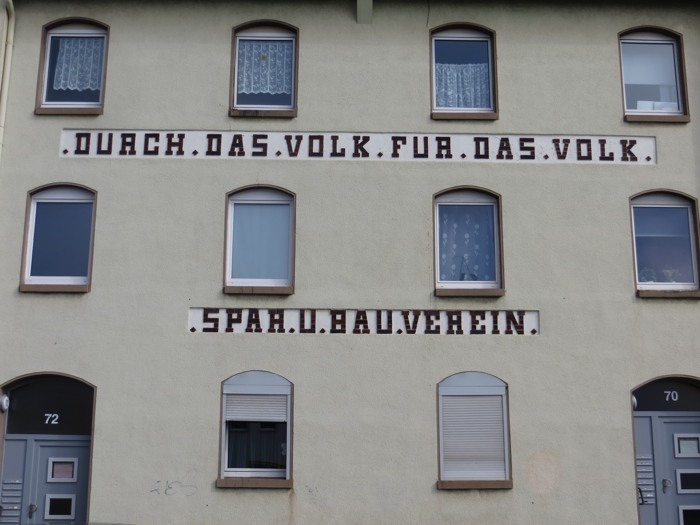 .DURCH.DAS.VOLK.FUR.DAS.VOLK.
.SPAR.U.BAU.VEREIN.
72
70